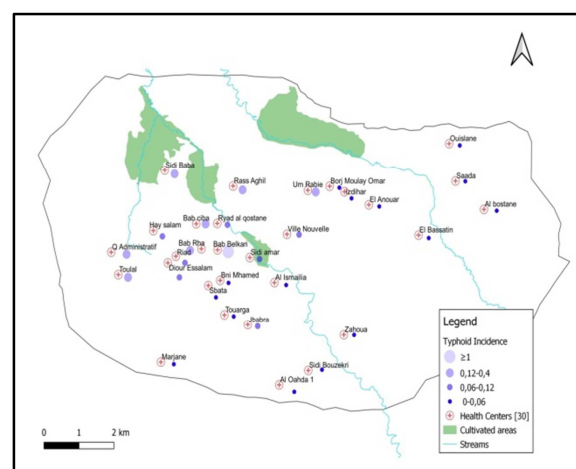 Ouislane
Sidi Baba
Saada
Rass Aghil
Um Rabie
Borj Moulay Omar
Izdihar
El Anouar
Al bostane
Bab ciba
Ryad al qostane
Hay salam
Ville Nouvelle
El Bassatin
Q Administratif
Bab Rha
Bab Belkari
Riad
Sidi amar
Toulal
Diour Essalam
Bni Mhamed
Al Ismailia
Sbata
Touarga
Jbabra
Zahoua
Marjane
Sidi Bouzekri
Al Oahda 1
Legend
Typhoid Incidence
≥1
0,12-0,4
0,06-0,12
0-0,06
Health Centers [30]
Cultivated areas
Streams
0 1 2 km